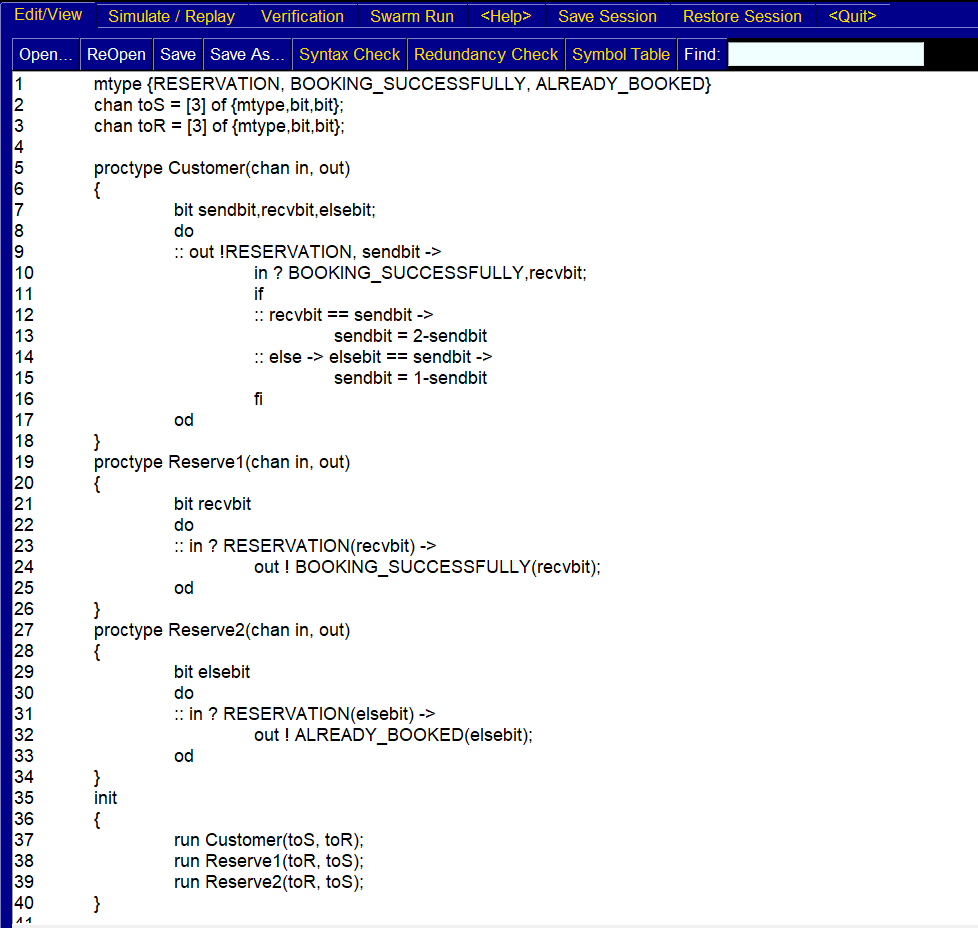 Edit/View Simulate / Replay Verification Swarm Run <Help> Save Session Restore Session <Quit>
Open... ReOpen Save Save As... Syntax Check Redundancy Check Symbol Table Find:
1 mtype {RESERVATION, BOOKING_SUCCESSFULLY, ALREADY_BOOKED}
2 chan toS = [3] of {mtype,bit,bit};
3 chan toR = [3] of {mtype,bit,bit};
4
5 proctype Customer(chan in, out)
6 {
7 bit sendbit,recvbit,elsebit;
8 do
9 :: out !RESERVATION, sendbit ->
10 in ? BOOKING_SUCCESSFULLY,recvbit;
11 if
12 :: recvbit == sendbit ->
13 sendbit = 2-sendbit
14 :: else -> elsebit == sendbit ->
15 sendbit = 1-sendbit
16 fi
17 od
18 }
19 proctype Reserve1(chan in, out)
20 {
21 bit recvbit
22 do
23 :: in ? RESERVATION(recvbit) ->
24 out ! BOOKING_SUCCESSFULLY(recvbit);
25 od
26 }
27 proctype Reserve2(chan in, out)
28 {
29 bit elsebit
30 do
31 :: in ? RESERVATION(elsebit) ->
32 out ! ALREADY_BOOKED(elsebit);
33 od
34 }
35 init
36 {
37 run Customer(toS, toR);
38 run Reserve1(toR, toS);
39 run Reserve2(toR, toS);
40 }
41